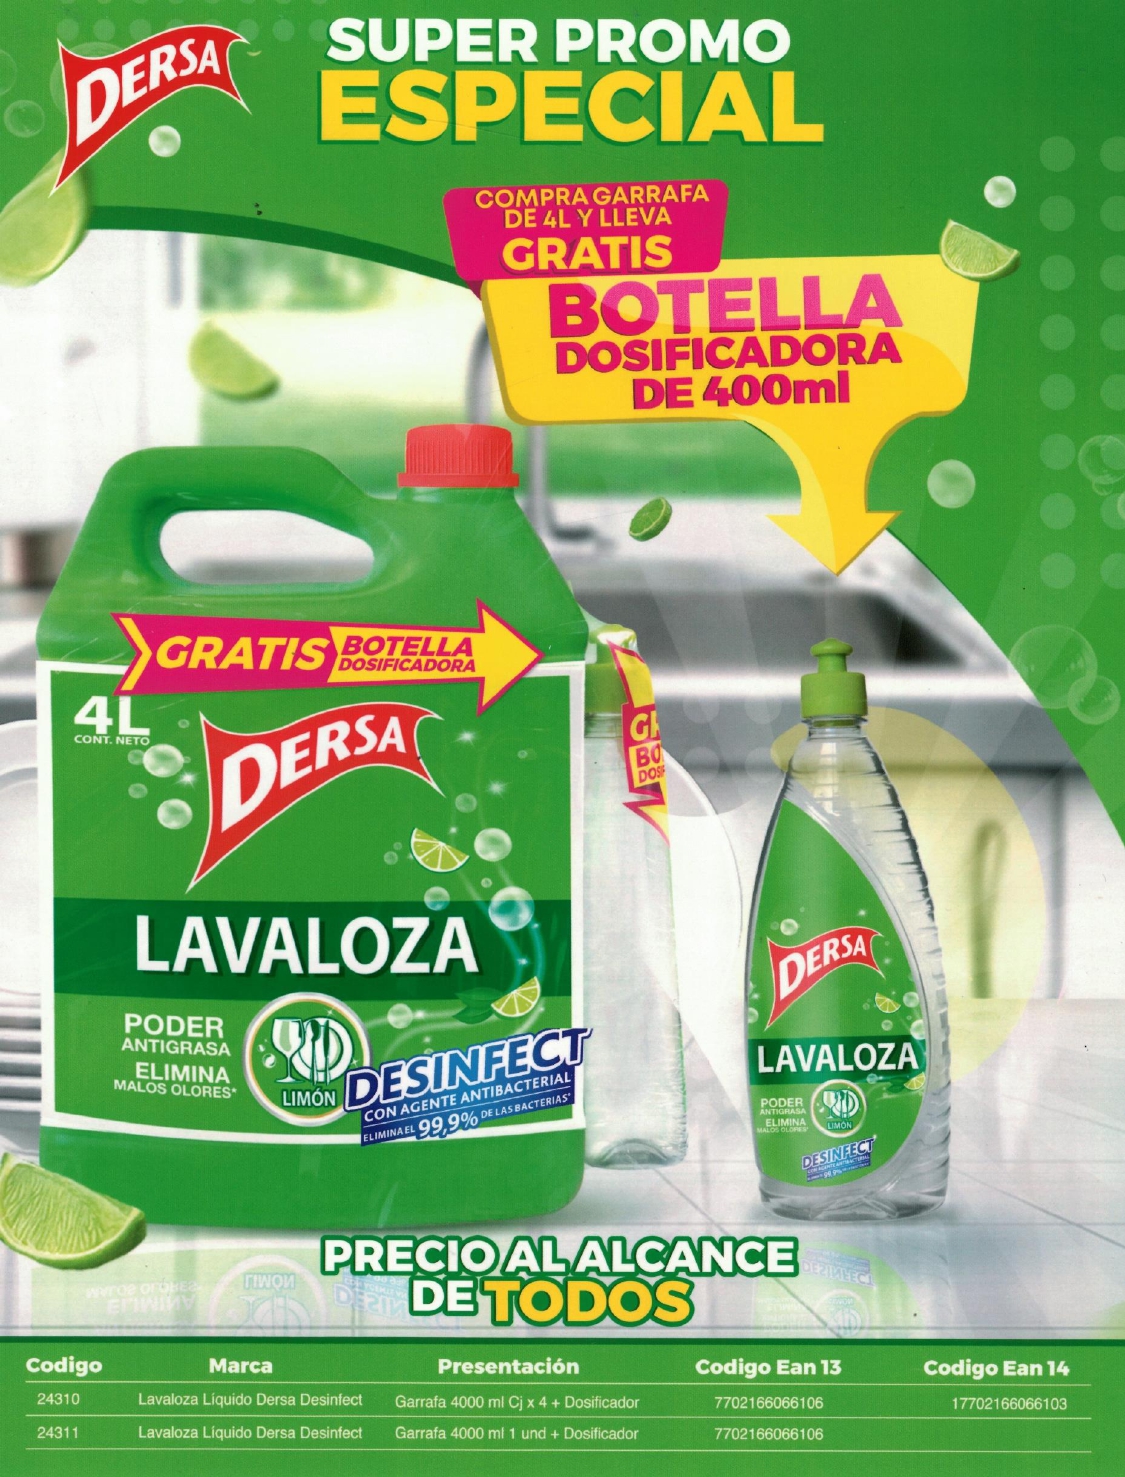 DERSA
SUPER PROMO
ESPECIAL
COMPRA GARRAFA
DE 4L Y LLEVA
GRATIS
BOTELLA
DOSIFICADORA
DE 400ml
GRATIS BOTELLA
DOSIFICADORA
4L
CONT. NETO
DERSA
LAVALOZA
PODER
ANTIGRASA
ELIMINA
MALOS OLORES*
LIMÓN
DESINFECT
CON AGENTE ANTIBACTERIAL
ELIMINA EL 99,9% DE LAS BACTERIAS*
DERSA
LAVALOZA
PODER
ANTIGRASA
ELIMINA
MALOS OLORES*
LIMÓN
DESINFECT
PRECIO AL ALCANCE
DE TODOS
Codigo Marca Presentación Codigo Ean 13 Codigo Ean 14
24310 Lavaloza Líquido Dersa Desinfect Garrafa 4000 ml Cj x 4 + Dosificador 7702166066106 17702166066103
24311 Lavaloza Líquido Dersa Desinfect Garrafa 4000 ml 1 und + Dosificador 7702166066106